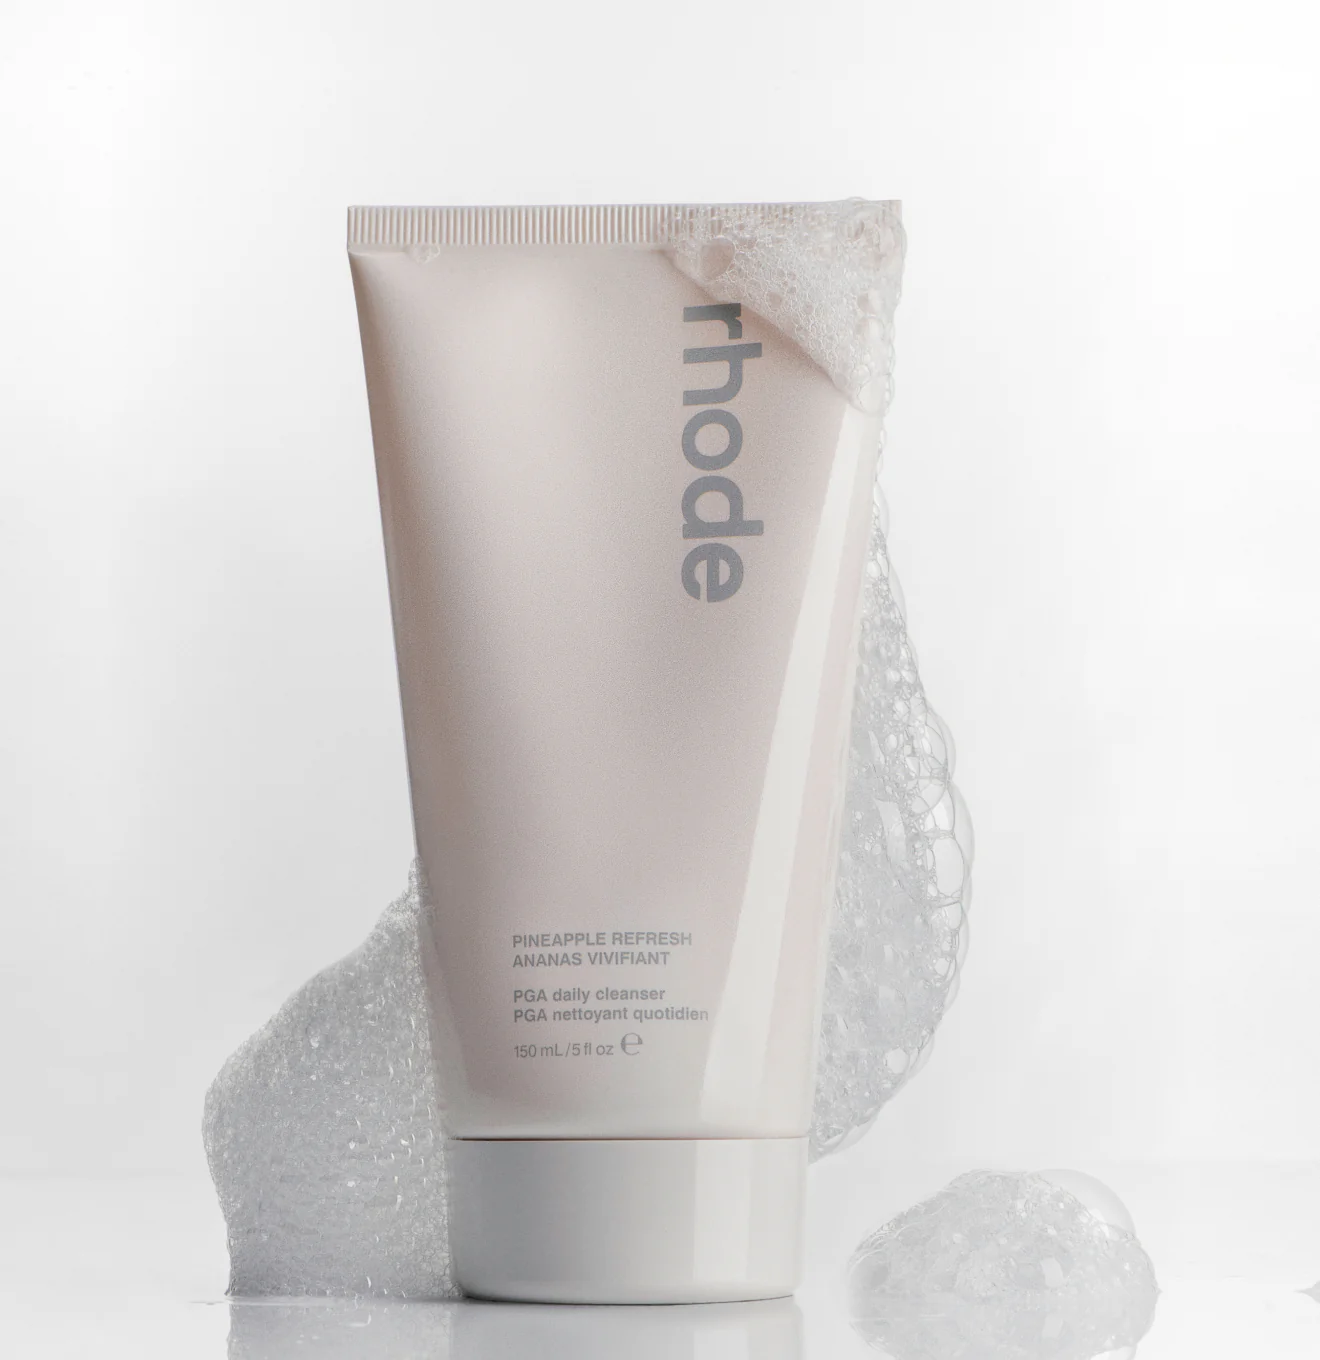 rhode
PINEAPPLE REFRESH
ANANAS VIVIFIANT
PGA daily cleanser
PGA nettoyant quotidien
150 mL/5 fl oz ℮